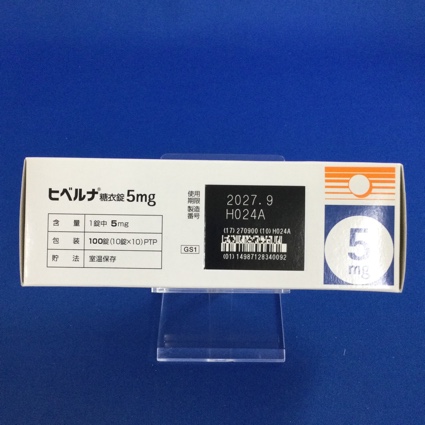 ヒベルナ®糖衣錠5mg
含 量 1錠中 5mg
包 装 100錠(10錠×10)PTP
貯 法 室温保存
使用
期限
製造
番号
GS1
2027.9
H024A
(17) 270900 (10) H024A
(01) 14987128340092
5
mg